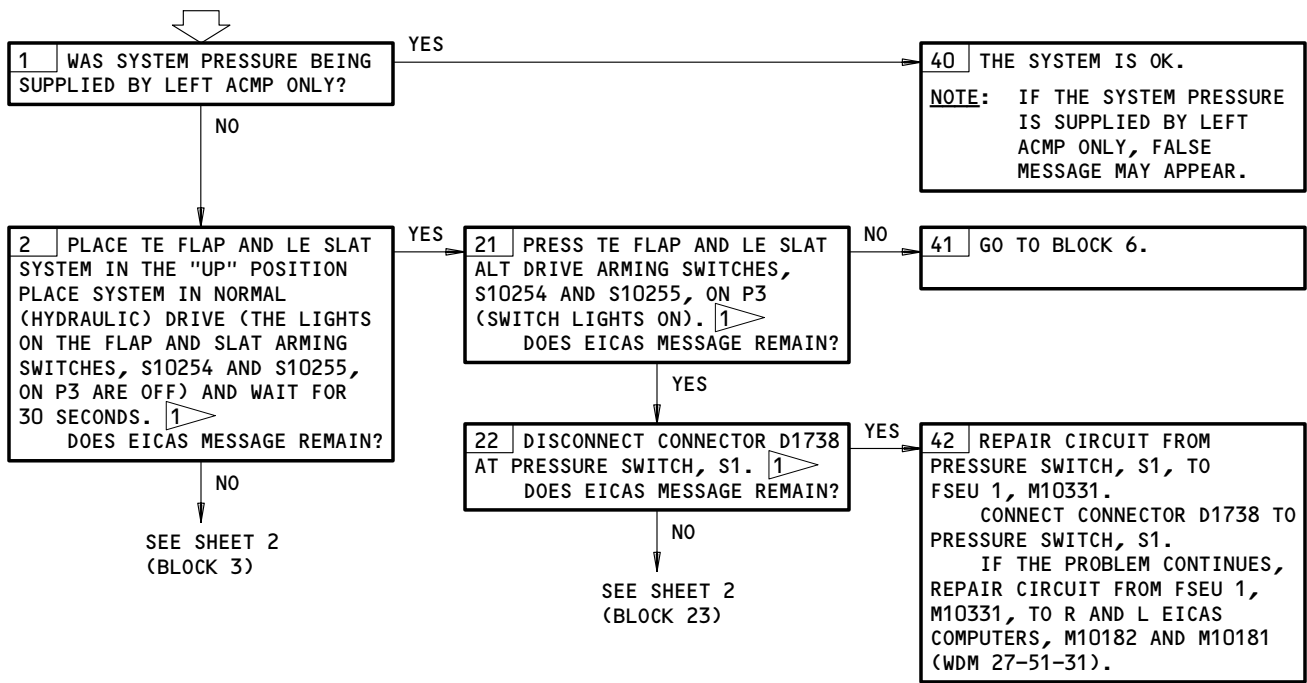 1 WAS SYSTEM PRESSURE BEING
SUPPLIED BY LEFT ACMP ONLY?
YES
NO
40 THE SYSTEM IS OK.
NOTE: IF THE SYSTEM PRESSURE
IS SUPPLIED BY LEFT
ACMP ONLY, FALSE
MESSAGE MAY APPEAR.
2 PLACE TE FLAP AND LE SLAT
SYSTEM IN THE "UP" POSITION
PLACE SYSTEM IN NORMAL
(HYDRAULIC) DRIVE (THE LIGHTS
ON THE FLAP AND SLAT ARMING
SWITCHES, S10254 AND S10255,
ON P3 ARE OFF) AND WAIT FOR
30 SECONDS. 1
DOES EICAS MESSAGE REMAIN?
YES
NO
SEE SHEET 2
(BLOCK 3)
21 PRESS TE FLAP AND LE SLAT
ALT DRIVE ARMING SWITCHES,
S10254 AND S10255, ON P3
(SWITCH LIGHTS ON). 1
DOES EICAS MESSAGE REMAIN?
NO
YES
41 GO TO BLOCK 6.
22 DISCONNECT CONNECTOR D1738
AT PRESSURE SWITCH, S1. 1
DOES EICAS MESSAGE REMAIN?
YES
NO
SEE SHEET 2
(BLOCK 23)
42 REPAIR CIRCUIT FROM
PRESSURE SWITCH, S1, TO
FSEU 1, M10331.
CONNECT CONNECTOR D1738 TO
PRESSURE SWITCH, S1.
IF THE PROBLEM CONTINUES,
REPAIR CIRCUIT FROM FSEU 1,
M10331, TO R AND L EICAS
COMPUTERS, M10182 AND M10181
(WDM 27-51-31).